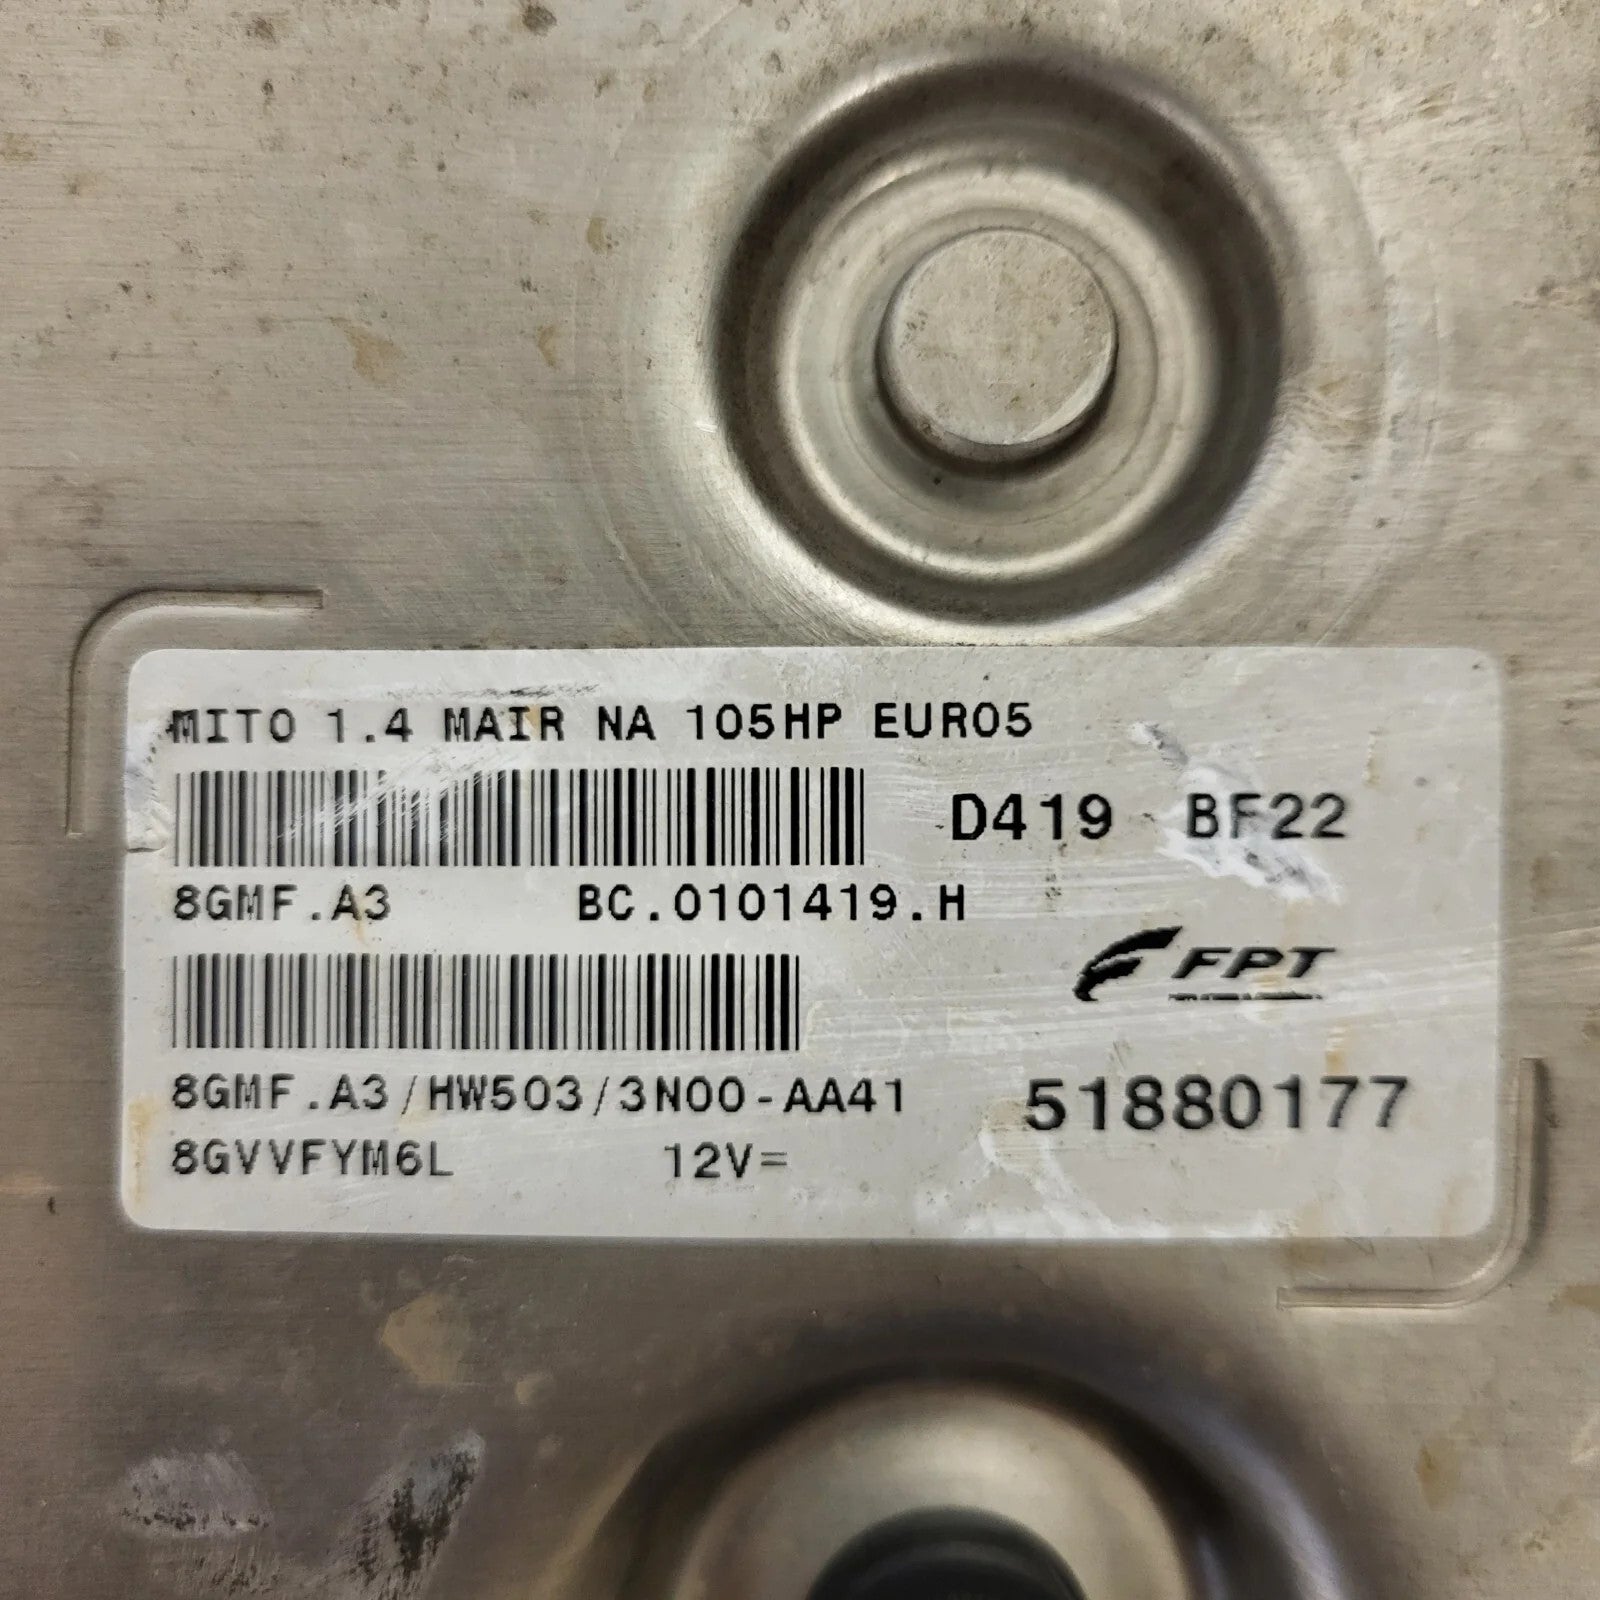 MITO 1.4 MAIR NA 105HP EURO5
D419 BF22
8GMF.A3 BC.0101419.H
FPT
8GMF.A3/HW503/3N00-AA41
51880177
8GVVFYM6L 12V=